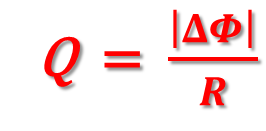 Q = |ΔΦ| / R